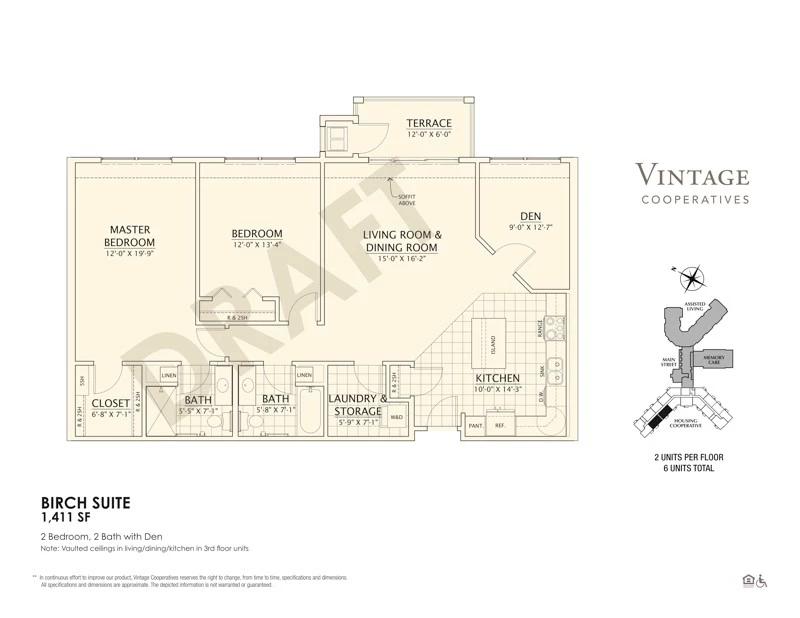 TERRACE
12'-0" X 6'-0"
VINTAGE
COOPERATIVES
SOFFIT
ABOVE
MASTER
BEDROOM
12'-0" X 19'-9"
BEDROOM
12'-0" X 13'-4"
LIVING ROOM &
DINING ROOM
15'-0" X 16'-2"
DEN
9'-0" X 12'-7"
DRAFT
N
ASSISTED
LIVING
MAIN
STREET
MEMORY
CARE
HOUSING
COOPERATIVE
R & 2SH
ISLAND
RANGE
SINK
D.W.
KITCHEN
10'-0" X 14'-3"
5SH
R & 2SH
R & 2SH
CLOSET
6'-8" X 7'-1"
LINEN
BATH
5'-5" X 7'-1"
LINEN
BATH
5'-8" X 7'-1"
LAUNDRY &
STORAGE
5'-9" X 7'-1"
R & 2SH
W&D
PANT.
REF.
2 UNITS PER FLOOR
6 UNITS TOTAL
BIRCH SUITE
1,411 SF
2 Bedroom, 2 Bath with Den
Note: Vaulted ceilings in living/dining/kitchen in 3rd floor units
** In continuous effort to improve our product, Vintage Cooperatives reserves the right to change, from time to time, specifications and dimensions.
All specifications and dimensions are approximate. The depicted information is not warranted or guaranteed.